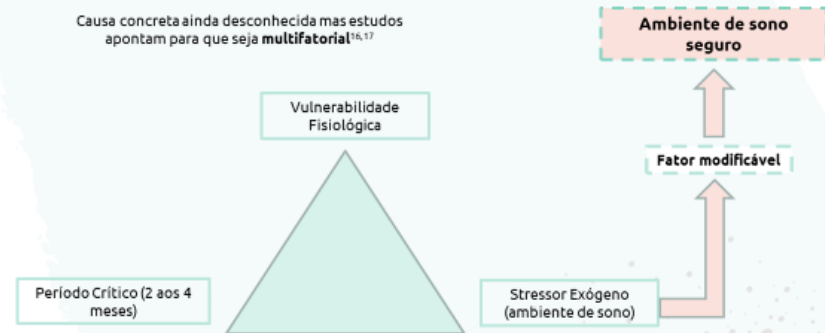 Causa concreta ainda desconhecida mas estudos
apontam para que seja multifatorial¹⁶,¹⁷
Ambiente de sono
seguro
Vulnerabilidade
Fisiológica
Fator modificável
Período Crítico (2 aos 4
meses)
Stressor Exógeno
(ambiente de sono)